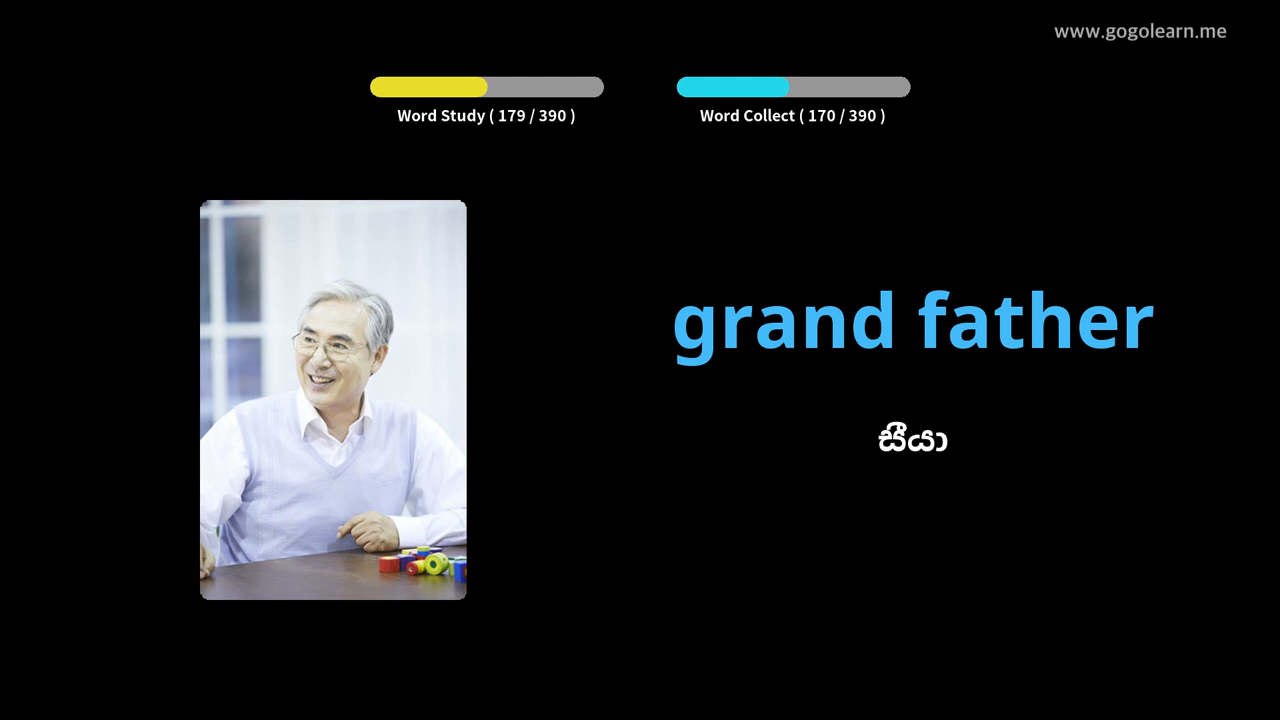 www.gogolearn.me
Word Study ( 179 / 390 )
Word Collect ( 170 / 390 )
grand father
සීයා